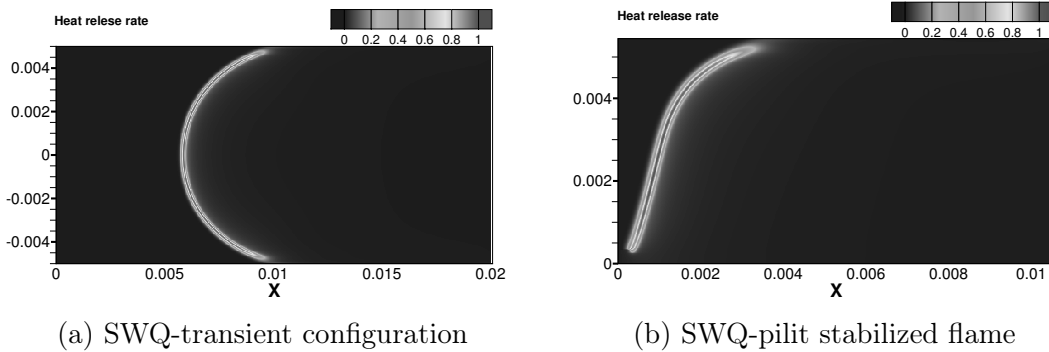 Heat relese rate
0 0.2 0.4 0.6 0.8 1
0.004
0.002
0
-0.002
-0.004
0 0.005 0.01 0.015 0.02
X
(a) SWQ-transient configuration
Heat release rate
0 0.2 0.4 0.6 0.8 1
0.004
0.002
0
0 0.002 0.004 0.006 0.008 0.01
X
(b) SWQ-pilit stabilized flame